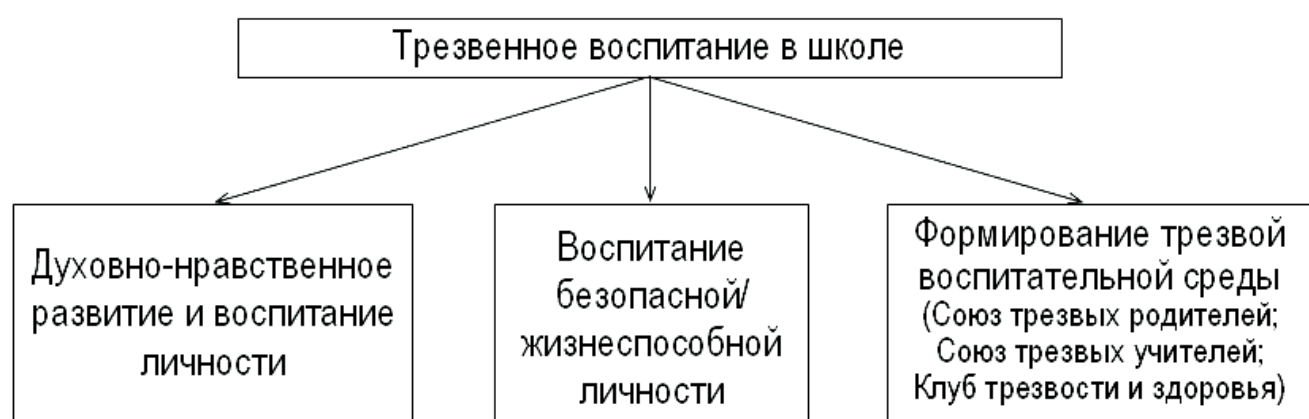 Трезвенное воспитание в школе
Духовно-нравственное
развитие и воспитание
личности
Воспитание
безопасной/
жизнеспособной
личности
Формирование трезвой
воспитательной среды
(Союз трезвых родителей;
Союз трезвых учителей;
Клуб трезвости и здоровья)